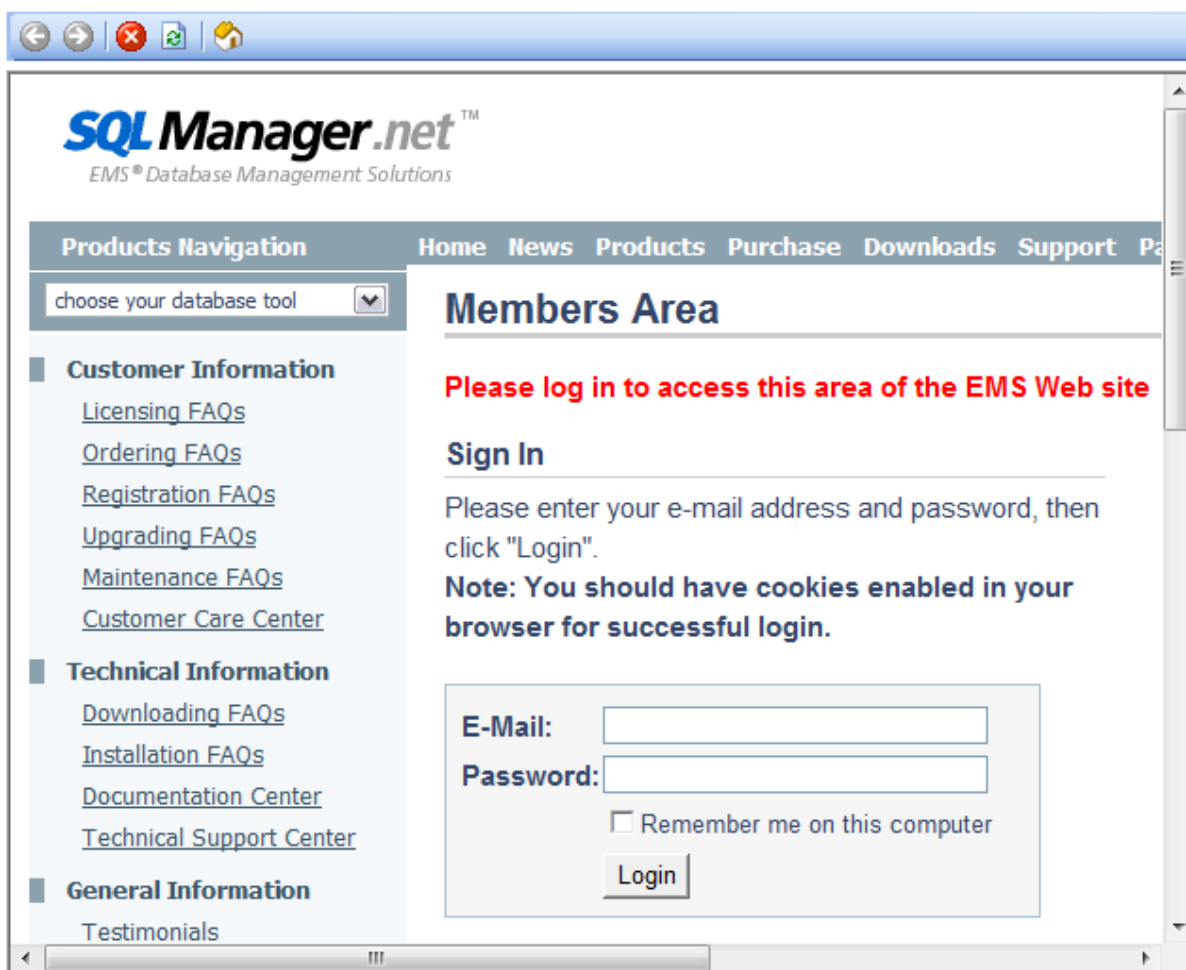 SQL Manager.net™
EMS® Database Management Solutions
Products Navigation
Home News Products Purchase Downloads Support
choose your database tool
Customer Information
Licensing FAQs
Ordering FAQs
Registration FAQs
Upgrading FAQs
Maintenance FAQs
Customer Care Center
Technical Information
Downloading FAQs
Installation FAQs
Documentation Center
Technical Support Center
General Information
Testimonials
Members Area
Please log in to access this area of the EMS Web site
Sign In
Please enter your e-mail address and password, then
click "Login".
Note: You should have cookies enabled in your
browser for successful login.
E-Mail:
Password:
Remember me on this computer
Login